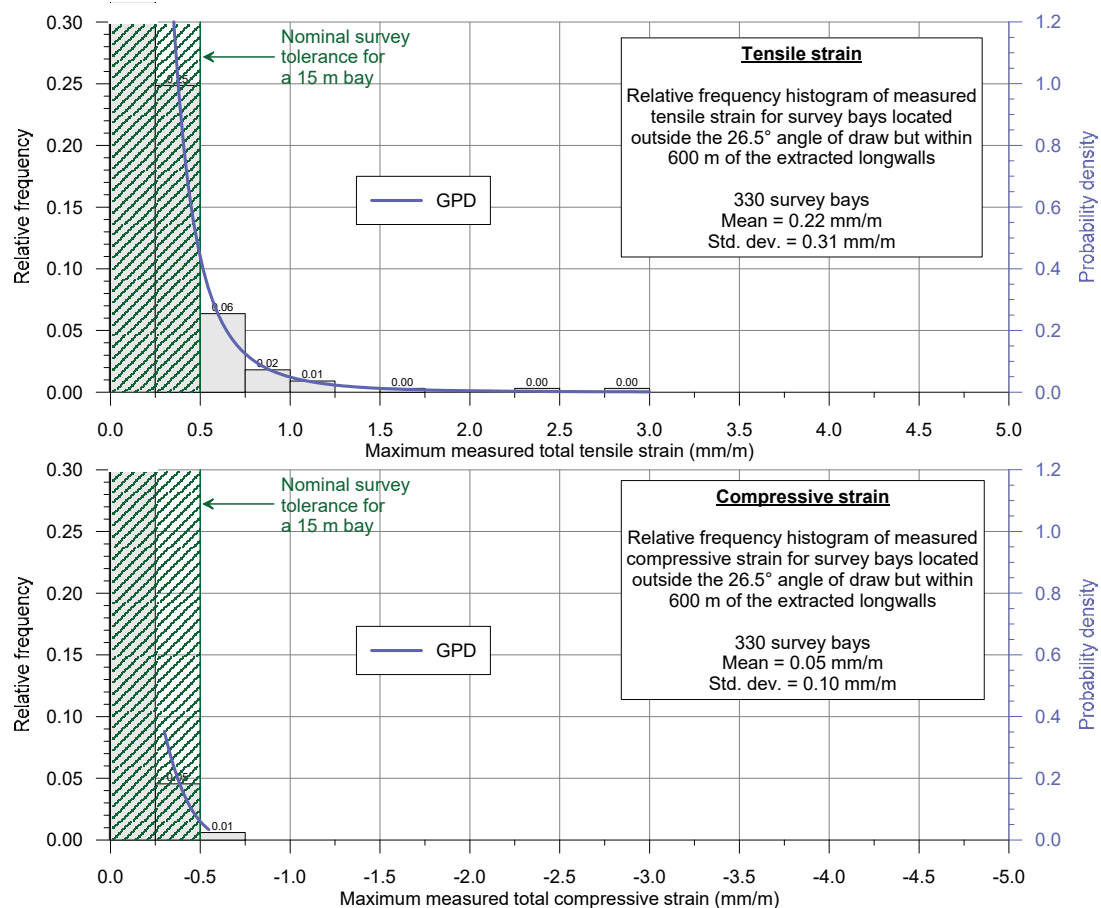 0.30
0.25
0.20
0.15
0.10
0.05
0.00
Relative frequency
1.2
1.0
0.8
0.6
0.4
0.2
0.0
Probability density
Nominal survey
tolerance for
a 15 m bay
GPD
Tensile strain
Relative frequency histogram of measured
tensile strain for survey bays located
outside the 26.5° angle of draw but within
600 m of the extracted longwalls
330 survey bays
Mean = 0.22 mm/m
Std. dev. = 0.31 mm/m
0.25
0.06
0.02
0.01
0.00
0.00
0.00
0.0 0.5 1.0 1.5 2.0 2.5 3.0 3.5 4.0 4.5 5.0
Maximum measured total tensile strain (mm/m)
0.30
0.25
0.20
0.15
0.10
0.05
0.00
Relative frequency
1.2
1.0
0.8
0.6
0.4
0.2
0.0
Probability density
Nominal survey
tolerance for
a 15 m bay
GPD
Compressive strain
Relative frequency histogram of measured
compressive strain for survey bays located
outside the 26.5° angle of draw but within
600 m of the extracted longwalls
330 survey bays
Mean = 0.05 mm/m
Std. dev. = 0.10 mm/m
0.05
0.01
0.0 -0.5 -1.0 -1.5 -2.0 -2.5 -3.0 -3.5 -4.0 -4.5 -5.0
Maximum measured total compressive strain (mm/m)